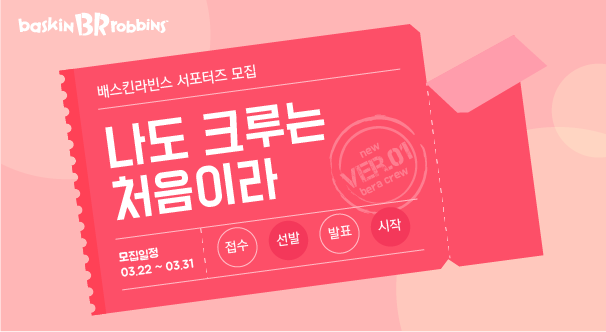 baskin BR robbins
배스킨라빈스 서포터즈 모집
나도 크루는
처음이라
new
VER.01
bera crew
모집일정
03.22 ~ 03.31
접수 선발 발표 시작